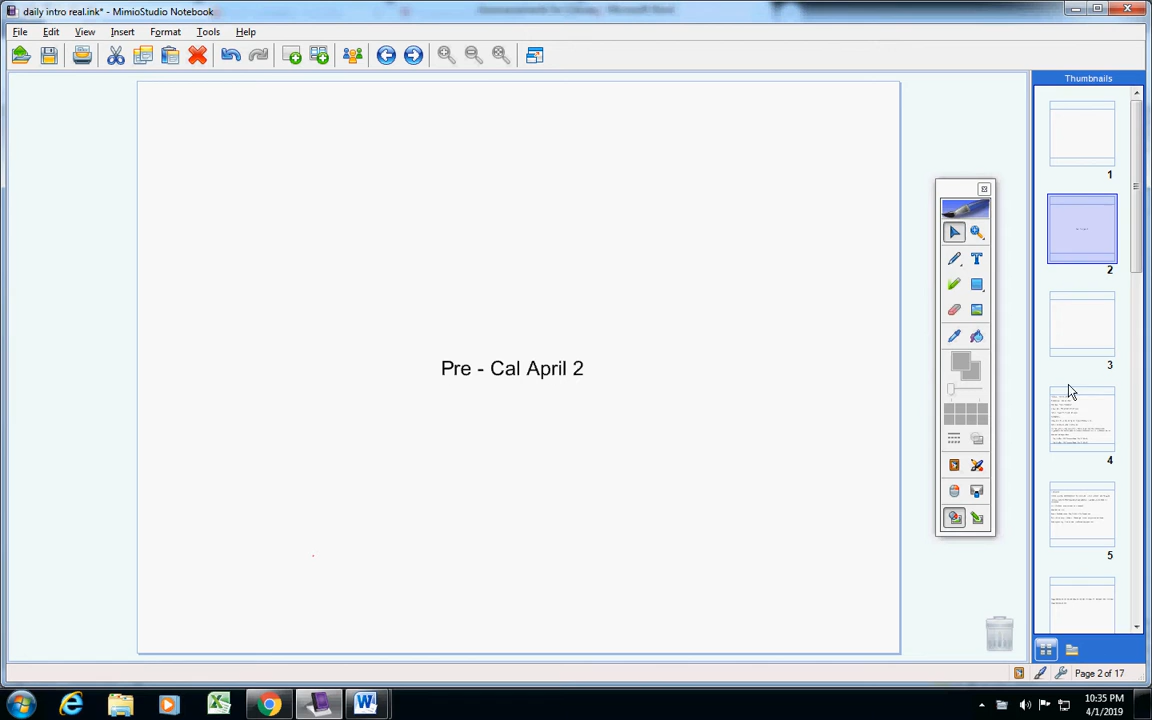 daily intro real.ink* - MimioStudio Notebook
File Edit View Insert Format Tools Help
Thumbnails
1
2
3
4
5
Pre - Cal April 2
Page 2 of 17
10:35 PM
4/1/2019